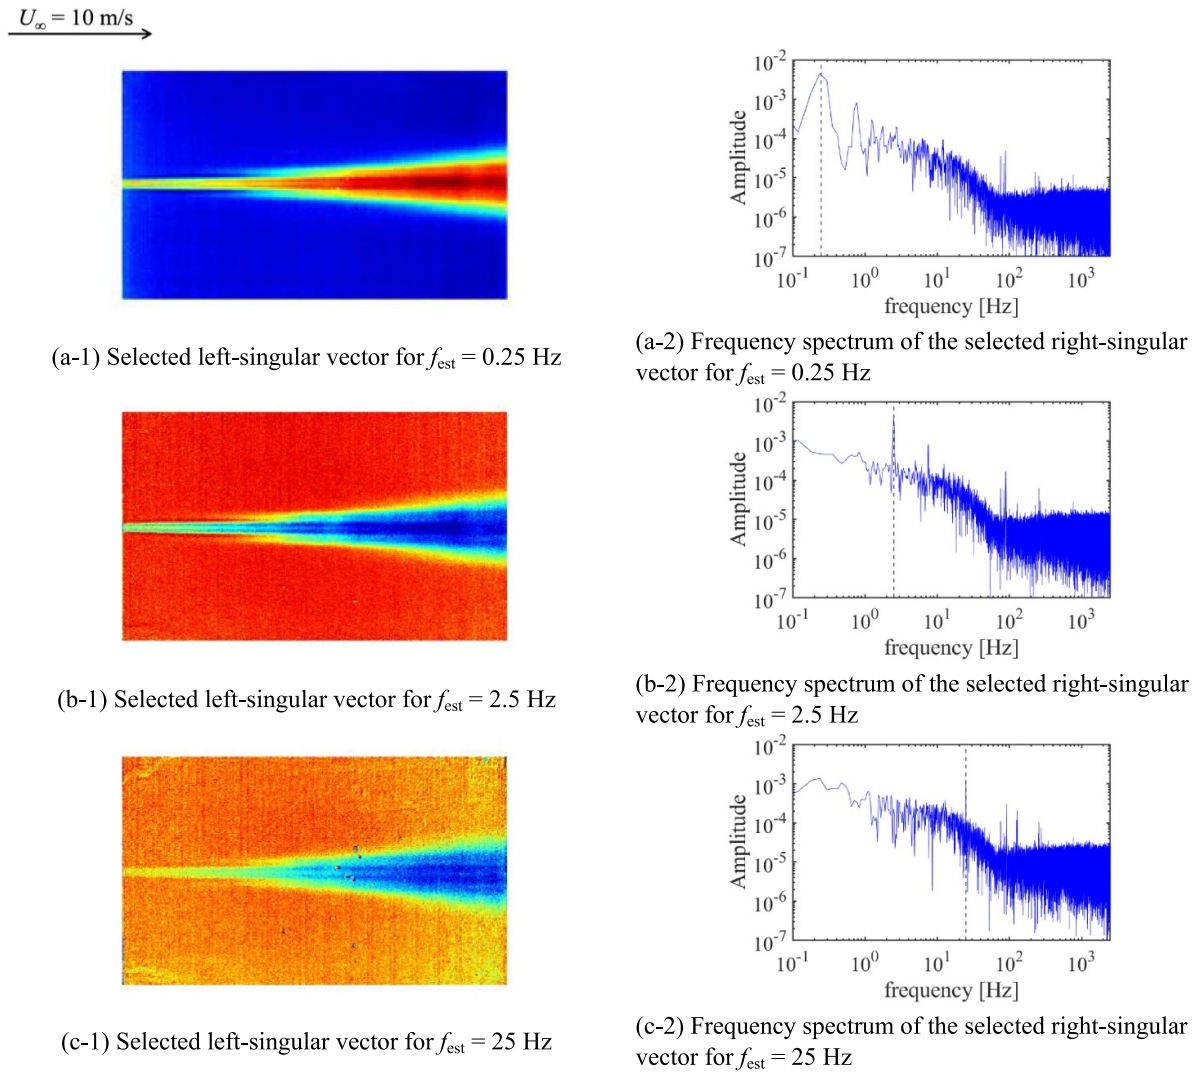 U∞ = 10 m/s
10-2
10-3
10-4
10-5
10-6
10-7
Amplitude
10-1 100 101 102 103
frequency [Hz]
(a-1) Selected left-singular vector for fest = 0.25 Hz
(a-2) Frequency spectrum of the selected right-singular
vector for fest = 0.25 Hz
10-2
10-3
10-4
10-5
10-6
10-7
Amplitude
10-1 100 101 102 103
frequency [Hz]
(b-1) Selected left-singular vector for fest = 2.5 Hz
(b-2) Frequency spectrum of the selected right-singular
vector for fest = 2.5 Hz
10-2
10-3
10-4
10-5
10-6
10-7
Amplitude
10-1 100 101 102 103
frequency [Hz]
(c-1) Selected left-singular vector for fest = 25 Hz
(c-2) Frequency spectrum of the selected right-singular
vector for fest = 25 Hz